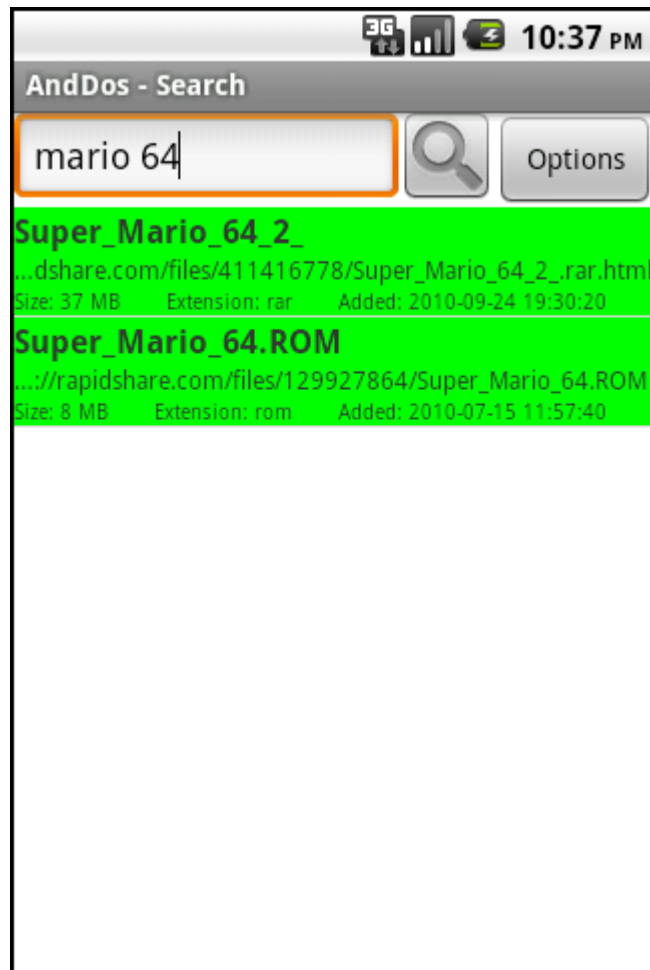 3G 10:37 PM
AndDos - Search
mario 64 Options
Super_Mario_64_2_
...dshare.com/files/411416778/Super_Mario_64_2_.rar.html
Size: 37 MB Extension: rar Added: 2010-09-24 19:30:20
Super_Mario_64.ROM
...://rapidshare.com/files/129927864/Super_Mario_64.ROM
Size: 8 MB Extension: rom Added: 2010-07-15 11:57:40